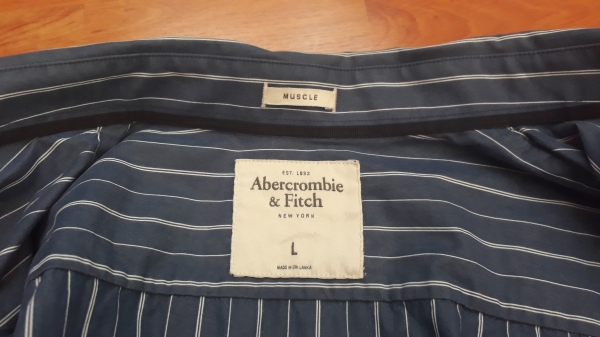 MUSCLE
EST. 1892
Abercrombie
& Fitch
NEW YORK
L
MADE IN SRI LANKA